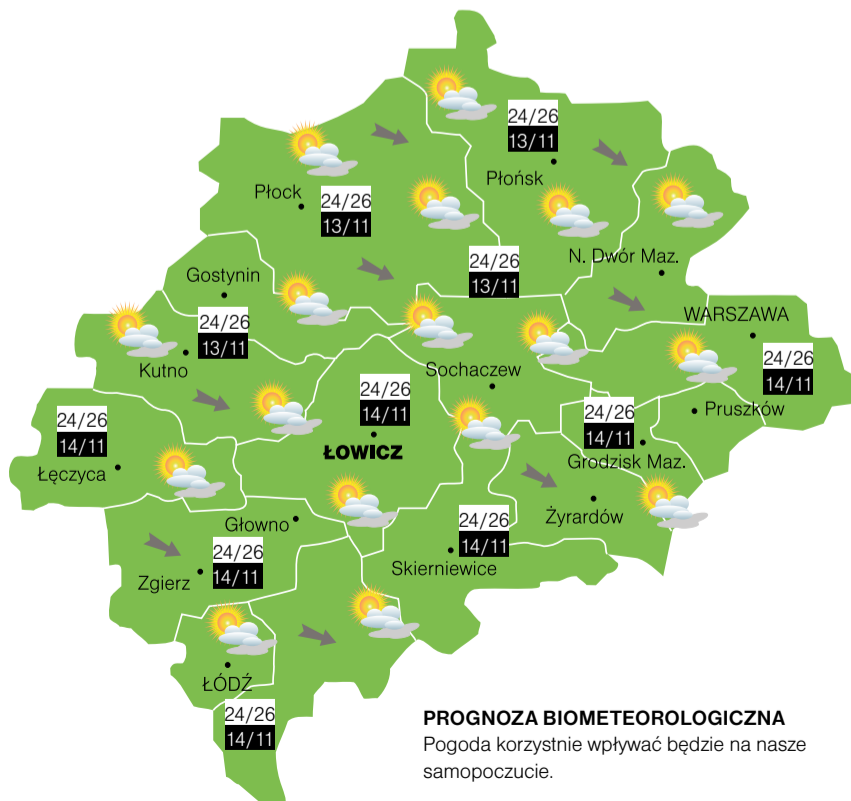 24/26
13/11
Płońsk
Płock
24/26
13/11
N. Dwór Maz.
24/26
13/11
Gostynin
24/26
13/11
Kutno
WARSZAWA
24/26
14/11
Sochaczew
24/26
14/11
ŁOWICZ
Pruszków
24/26
14/11
Grodzisk Maz.
24/26
14/11
Łęczyca
Żyrardów
Głowno
24/26
14/11
Skierniewice
24/26
14/11
Zgierz
ŁÓDŹ
24/26
14/11
PROGNOZA BIOMETEOROLOGICZNA
Pogoda korzystnie wpływać będzie na nasze
samopoczucie.